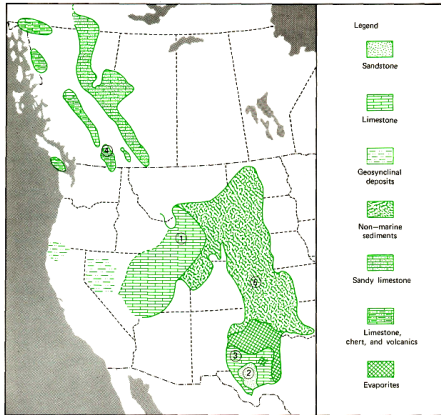 Legend
Sandstone
Limestone
Geosynclinal
deposits
Non-marine
sediments
Sandy limestone
Limestone,
chert, and volcanics
Evaporites
4
1
5
3
2